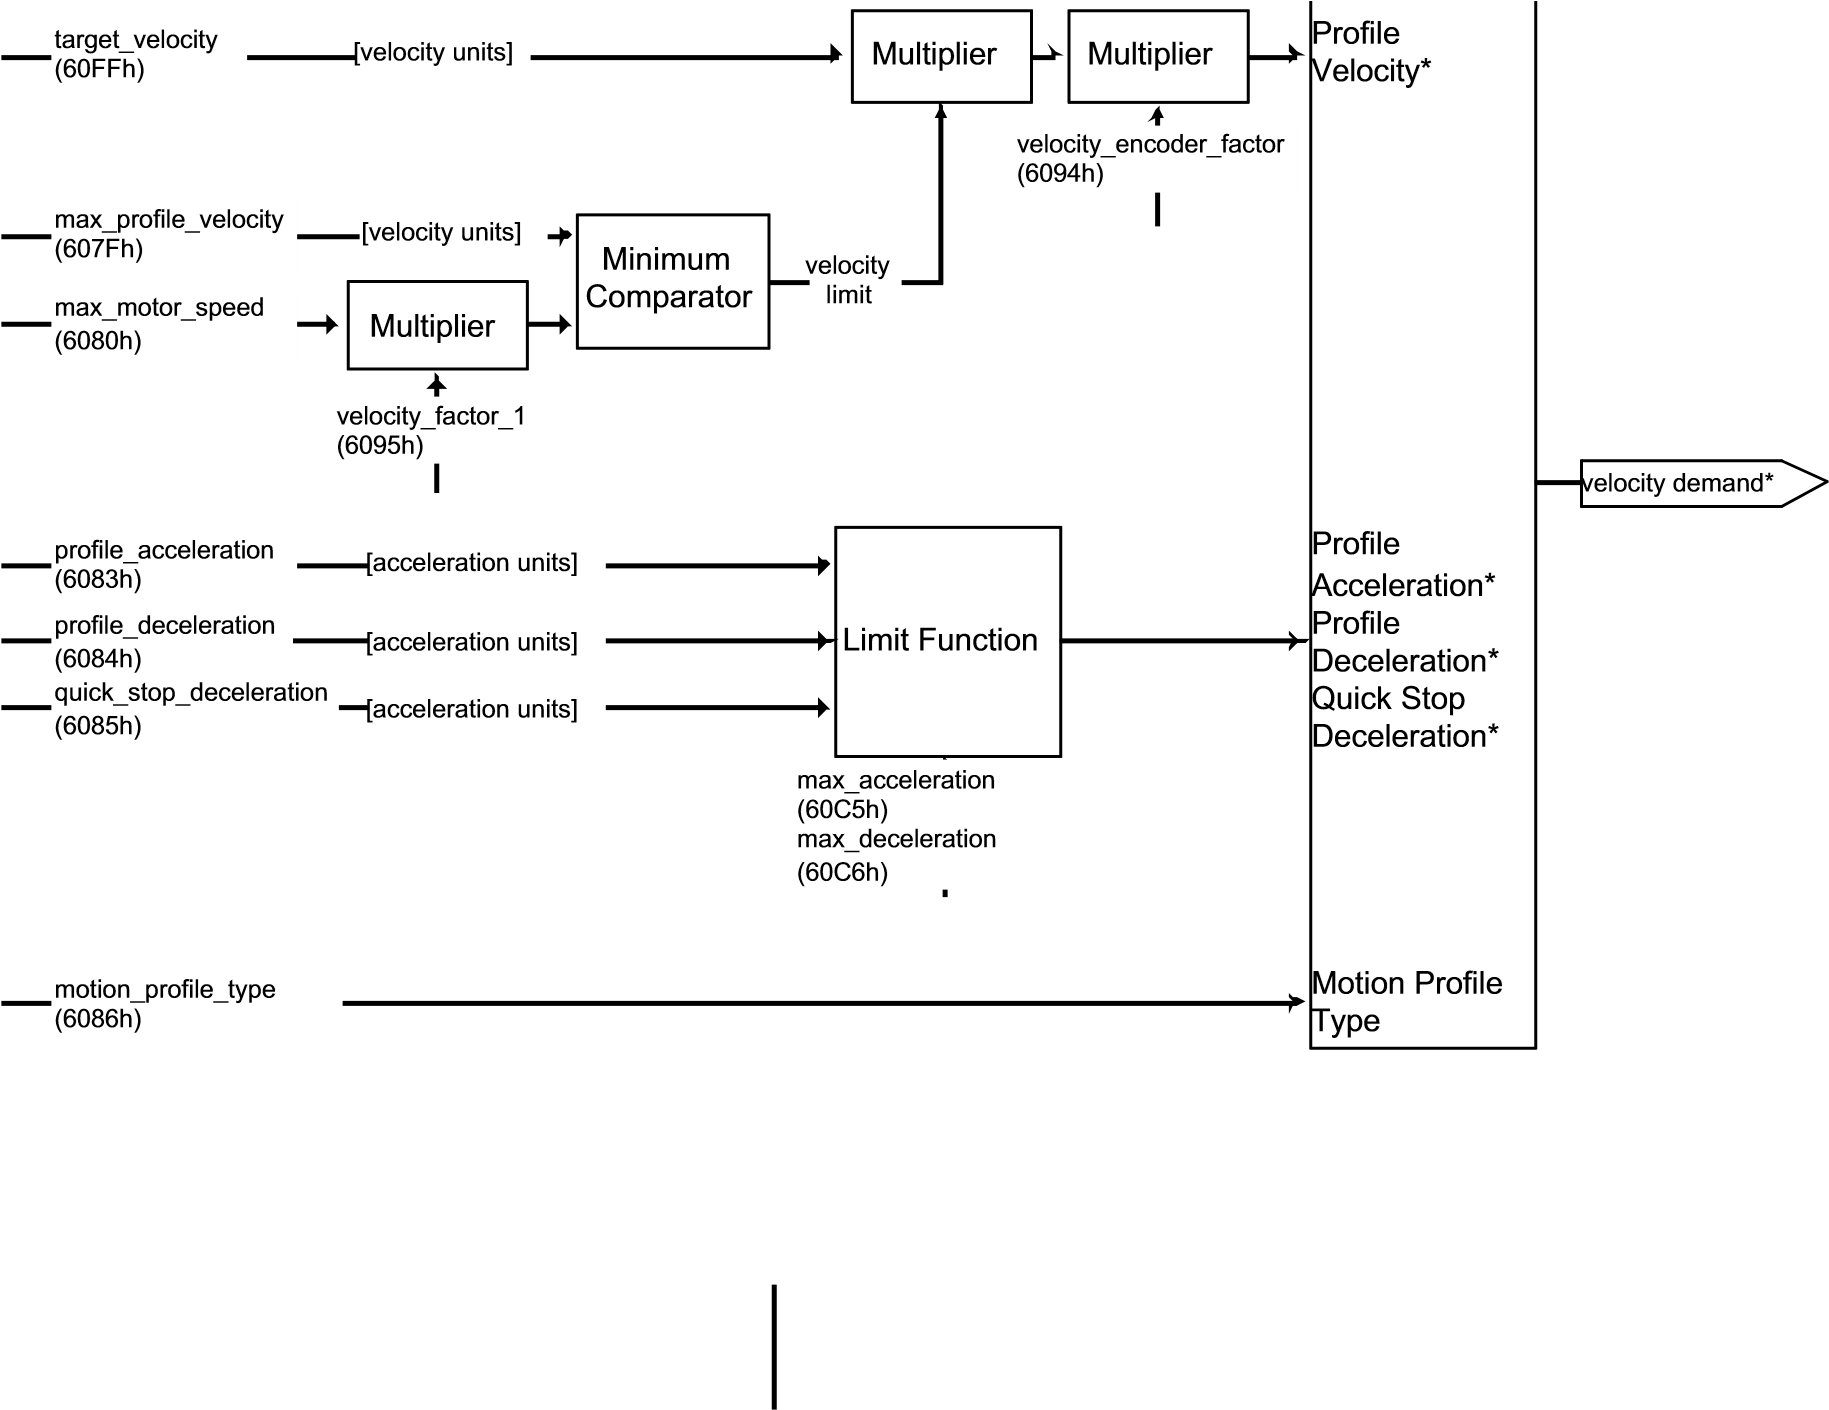 target_velocity
(60FFh)
[velocity units]
Multiplier
Multiplier
Profile
Velocity*
velocity_encoder_factor
(6094h)
max_profile_velocity
(607Fh)
[velocity units]
Minimum
Comparator
velocity
limit
max_motor_speed
(6080h)
Multiplier
velocity_factor_1
(6095h)
velocity demand*
profile_acceleration
(6083h)
[acceleration units]
profile_deceleration
(6084h)
[acceleration units]
quick_stop_deceleration
(6085h)
[acceleration units]
Limit Function
Profile
Acceleration*
Profile
Deceleration*
Quick Stop
Deceleration*
max_acceleration
(60C5h)
max_deceleration
(60C6h)
motion_profile_type
(6086h)
Motion Profile
Type